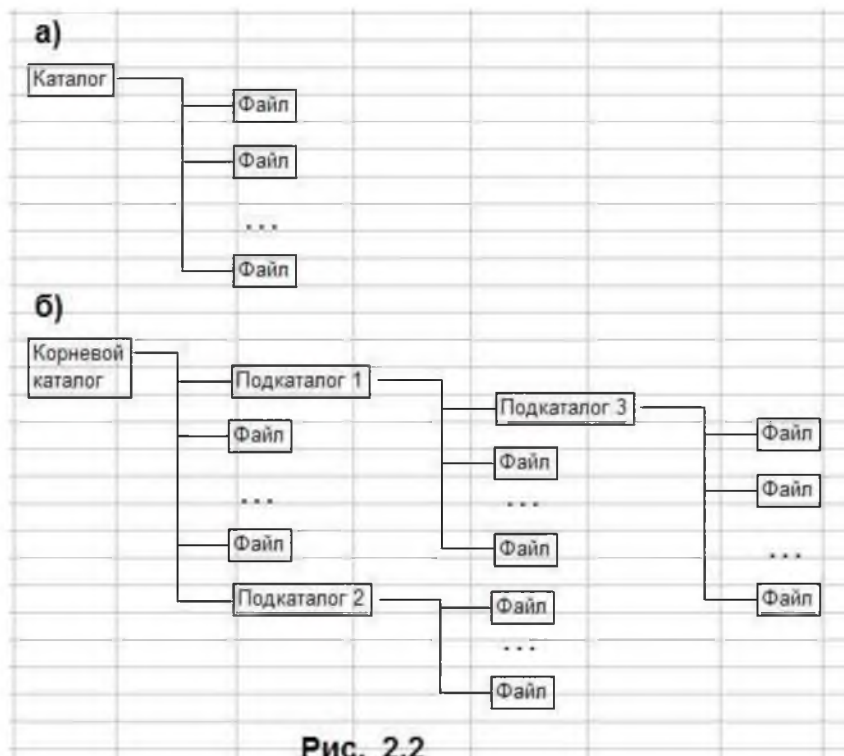 а)
Каталог
Файл
Файл
...
Файл
б)
Корневой
каталог
Подкаталог 1
Подкаталог 3
Файл
Файл
Файл
...
...
Файл
...
Файл
Файл
Подкаталог 2
Файл
Файл
...
Файл
Рис. 2.2